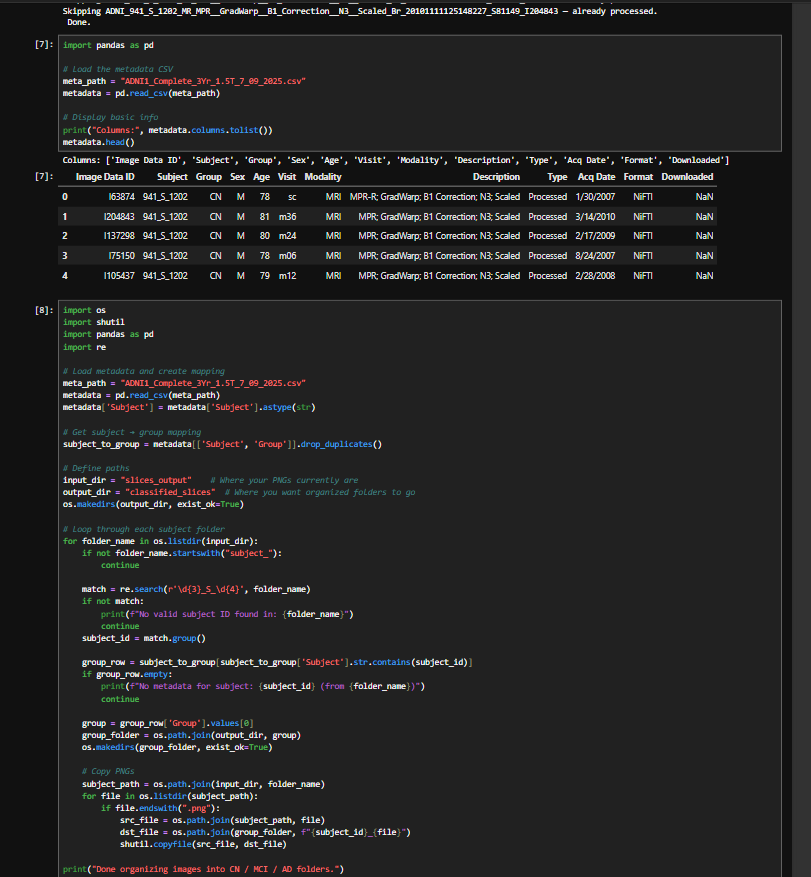 Skipping ADNI_941_S_1202_MR_MPR__GradWarp__B1_Correction__N3__Scaled_Br_20101111125148227_S81149_I204843 — already processed.
Done.
[7]: import pandas as pd
# Load the metadata CSV
meta_path = "ADNI1_Complete_3Yr_1.5T_7_09_2025.csv"
metadata = pd.read_csv(meta_path)
# Display basic info
print("Columns:", metadata.columns.tolist())
metadata.head()
Columns: ['Image Data ID', 'Subject', 'Group', 'Sex', 'Age', 'Visit', 'Modality', 'Description', 'Type', 'Acq Date', 'Format', 'Downloaded']
[7]: Image Data ID Subject Group Sex Age Visit Modality Description Type Acq Date Format Downloaded
0 I63874 941_S_1202 CN M 78 sc MRI MPR-R; GradWarp; B1 Correction; N3; Scaled Processed 1/30/2007 NiFTI NaN
1 I204843 941_S_1202 CN M 81 m36 MRI MPR; GradWarp; B1 Correction; N3; Scaled Processed 3/14/2010 NiFTI NaN
2 I137298 941_S_1202 CN M 80 m24 MRI MPR; GradWarp; B1 Correction; N3; Scaled Processed 2/17/2009 NiFTI NaN
3 I75150 941_S_1202 CN M 78 m06 MRI MPR; GradWarp; B1 Correction; N3; Scaled Processed 8/24/2007 NiFTI NaN
4 I105437 941_S_1202 CN M 79 m12 MRI MPR; GradWarp; B1 Correction; N3; Scaled Processed 2/28/2008 NiFTI NaN
[8]: import os
import shutil
import pandas as pd
import re
# Load metadata and create mapping
meta_path = "ADNI1_Complete_3Yr_1.5T_7_09_2025.csv"
metadata = pd.read_csv(meta_path)
metadata['Subject'] = metadata['Subject'].astype(str)
# Get subject → group mapping
subject_to_group = metadata[['Subject', 'Group']].drop_duplicates()
# Define paths
input_dir = "slices_output"    # Where your PNGs currently are
output_dir = "classified_slices"  # Where you want organized folders to go
os.makedirs(output_dir, exist_ok=True)
# Loop through each subject folder
for folder_name in os.listdir(input_dir):
    if not folder_name.startswith("subject_"):
        continue
    match = re.search(r'\d{3}_S_\d{4}', folder_name)
    if not match:
        print(f"No valid subject ID found in: {folder_name}")
        continue
    subject_id = match.group()
    group_row = subject_to_group[subject_to_group['Subject'].str.contains(subject_id)]
    if group_row.empty:
        print(f"No metadata for subject: {subject_id} (from {folder_name})")
        continue
    group = group_row['Group'].values[0]
    group_folder = os.path.join(output_dir, group)
    os.makedirs(group_folder, exist_ok=True)
    # Copy PNGs
    subject_path = os.path.join(input_dir, folder_name)
    for file in os.listdir(subject_path):
        if file.endswith(".png"):
            src_file = os.path.join(subject_path, file)
            dst_file = os.path.join(group_folder, f"{subject_id}_{file}")
            shutil.copyfile(src_file, dst_file)
print("Done organizing images into CN / MCI / AD folders.")